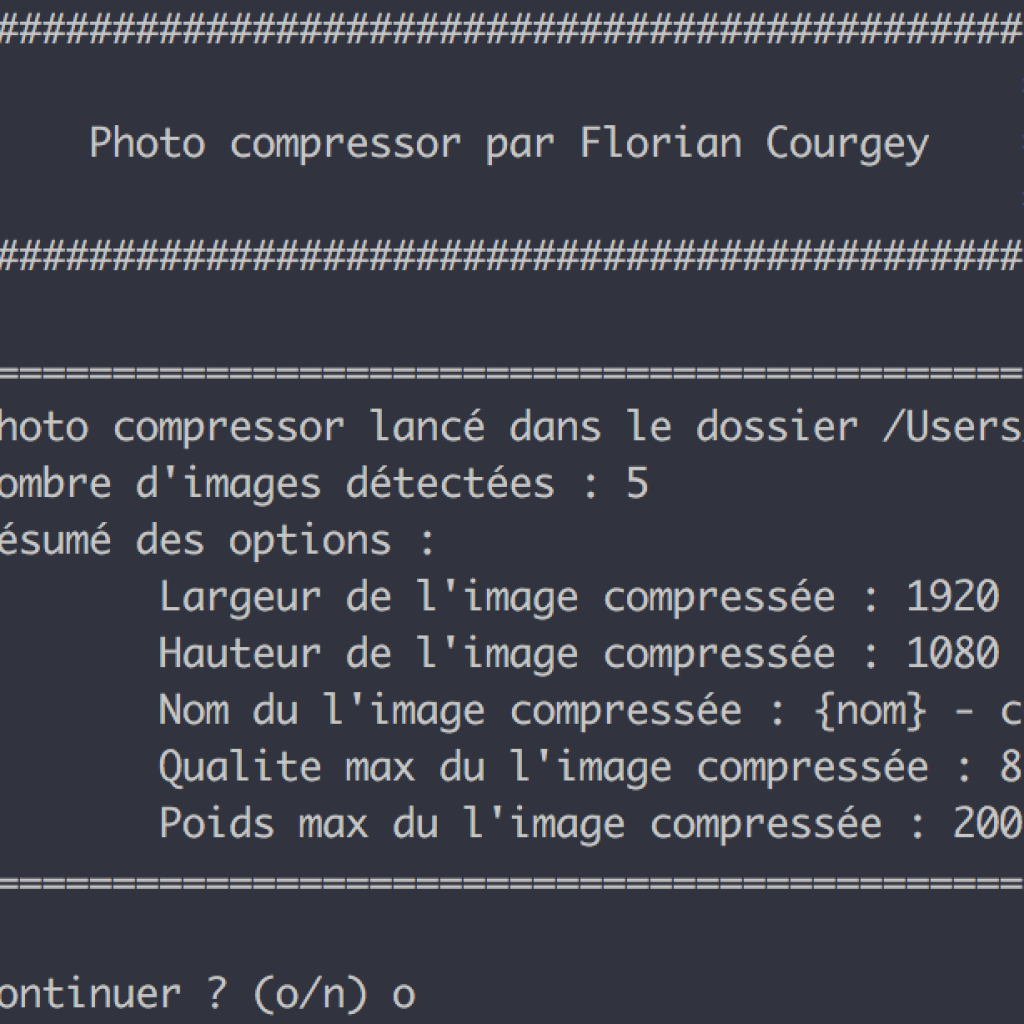 ############################################
Photo compressor par Florian Courgey
############################################
============================================
hoto compressor lancé dans le dossier /Users/
ombre d'images détectées : 5
ésumé des options :
Largeur de l'image compressée : 1920
Hauteur de l'image compressée : 1080
Nom du l'image compressée : {nom} - c
Qualite max du l'image compressée : 8
Poids max du l'image compressée : 200
============================================
ontinuer ? (o/n) o